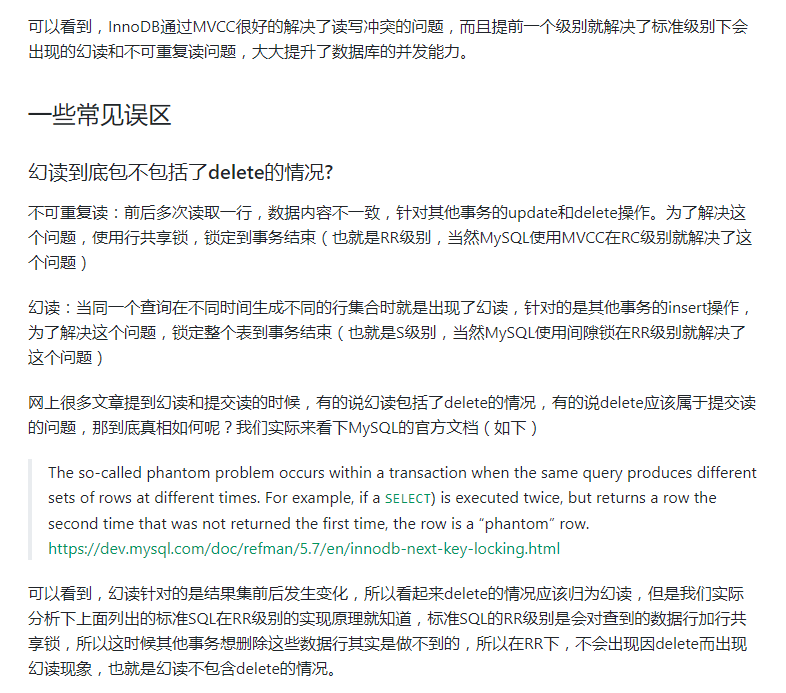 可以看到，InnoDB通过MVCC很好的解决了读写冲突的问题，而且提前一个级别就解决了标准级别下会
出现的幻读和不可重复读问题，大大提升了数据库的并发能力。
一些常见误区
幻读到底包不包括了delete的情况?
不可重复读：前后多次读取一行，数据内容不一致，针对其他事务的update和delete操作。为了解决这
个问题，使用行共享锁，锁定到事务结束（也就是RR级别，当然MySQL使用MVCC在RC级别就解决了这
个问题）
幻读：当同一个查询在不同时间生成不同的行集合时就是出现了幻读，针对的是其他事务的insert操作，
为了解决这个问题，锁定整个表到事务结束（也就是S级别，当然MySQL使用间隙锁在RR级别就解决了
这个问题）
网上很多文章提到幻读和提交读的时候，有的说幻读包括了delete的情况，有的说delete应该属于提交读
的问题，那到底真相如何呢？我们实际来看下MySQL的官方文档（如下）
The so-called phantom problem occurs within a transaction when the same query produces different
sets of rows at different times. For example, if a SELECT) is executed twice, but returns a row the
second time that was not returned the first time, the row is a “phantom” row.
https://dev.mysql.com/doc/refman/5.7/en/innodb-next-key-locking.html
可以看到，幻读针对的是结果集前后发生变化，所以看起来delete的情况应该归为幻读，但是我们实际
分析下上面列出的标准SQL在RR级别的实现原理就知道，标准SQL的RR级别是会对查到的数据行加行共
享锁，所以这时候其他事务想删除这些数据行其实是做不到的，所以在RR下，不会出现因delete而出现
幻读现象，也就是幻读不包含delete的情况。